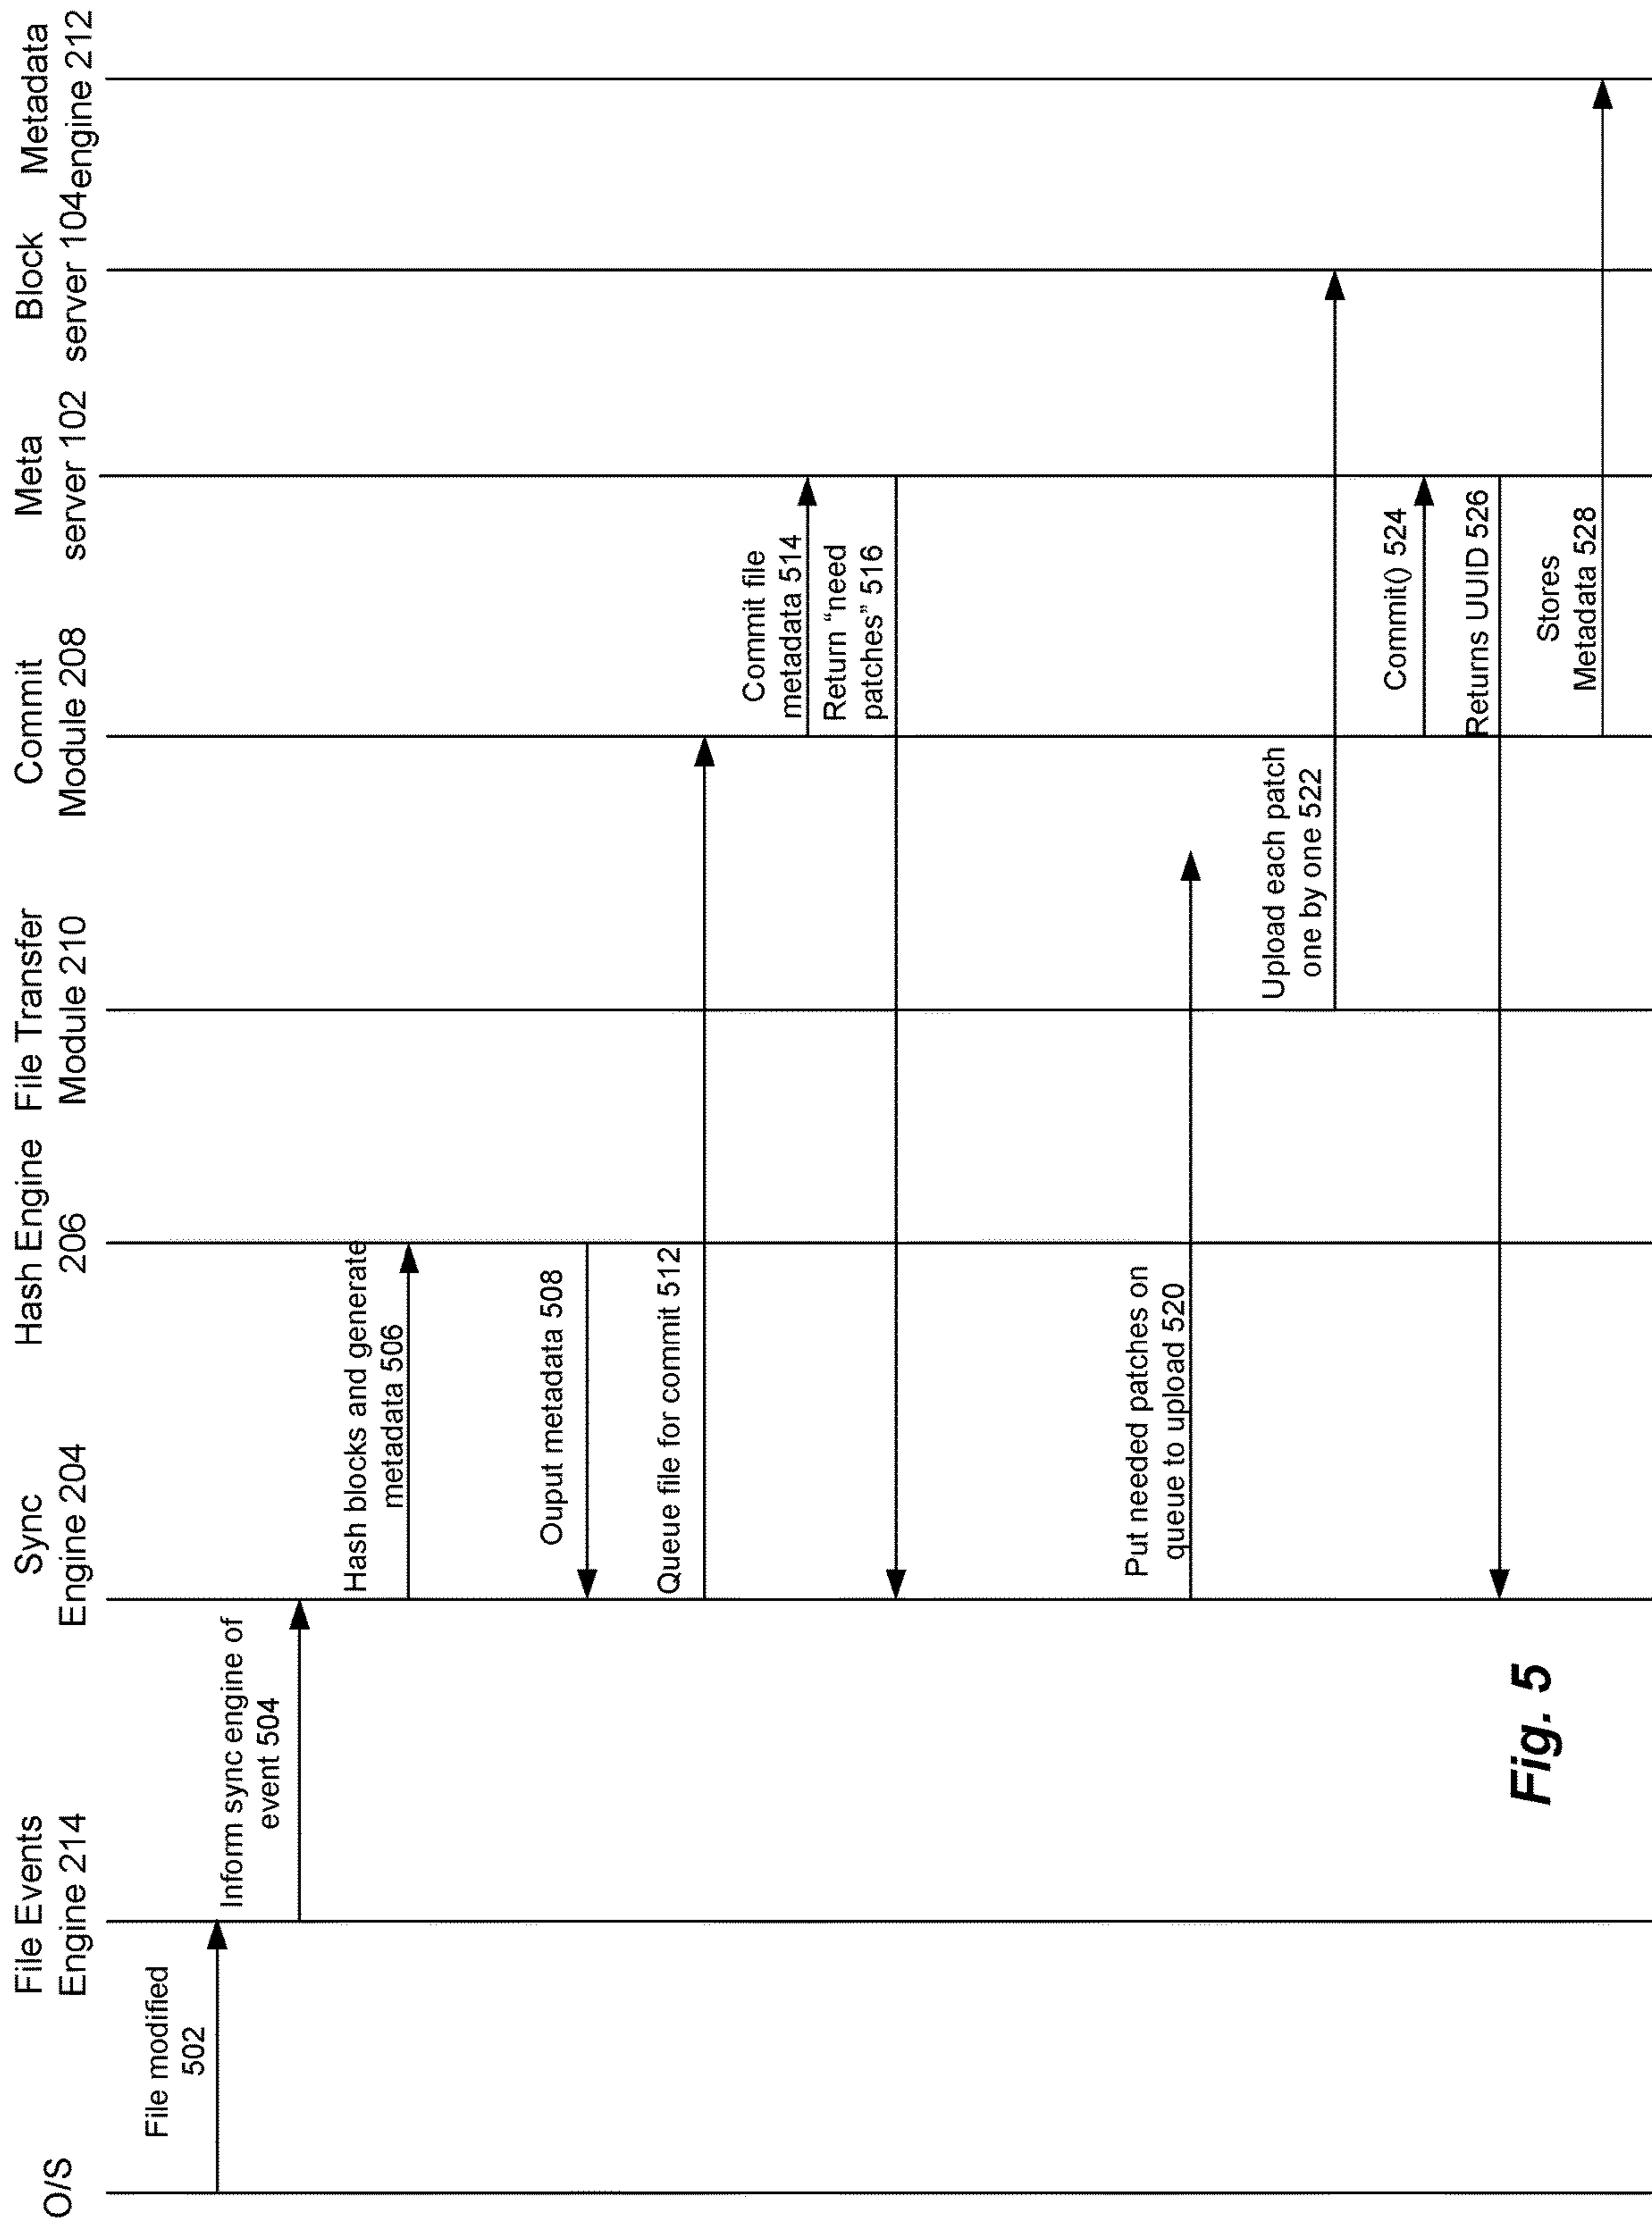 O/S
File Events
Engine 214
Sync
Engine 204
Hash Engine
206
File Transfer
Module 210
Commit
Module 208
Meta
server 102
Block
server 104
Metadata
engine 212
File modified
502
Inform sync engine of
event 504
Hash blocks and generate
metadata 506
Ouput metadata 508
Queue file for commit 512
Commit file
metadata 514
Return “need
patches” 516
Put needed patches on
queue to upload 520
Upload each patch
one by one 522
Commit() 524
Returns UUID 526
Stores
Metadata 528
Fig. 5